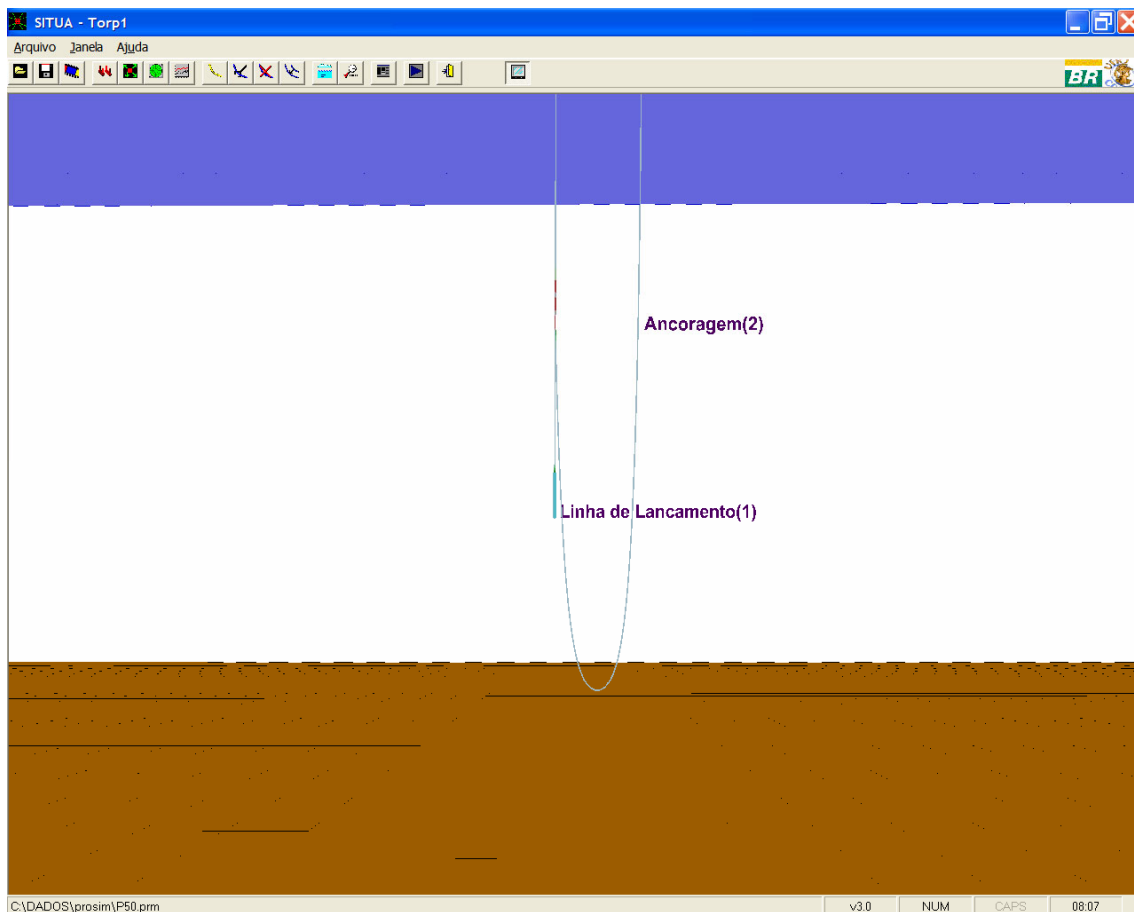 SITUA - Torp1
Arquivo Janela Ajuda
BR
Ancoragem(2)
Linha de Lancamento(1)
C:\DADOS\prosim\P50.prm v3.0 NUM CAPS 08:07